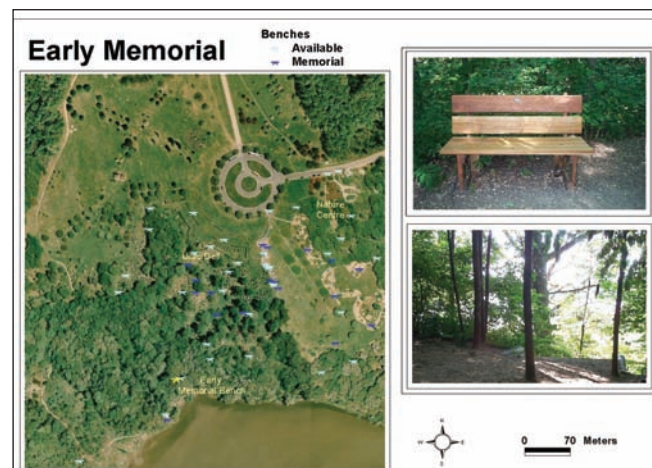 Early Memorial
Benches
Available
Memorial
Nature
Centre
Early
Memorial Bench
N
W
E
S
0 70 Meters